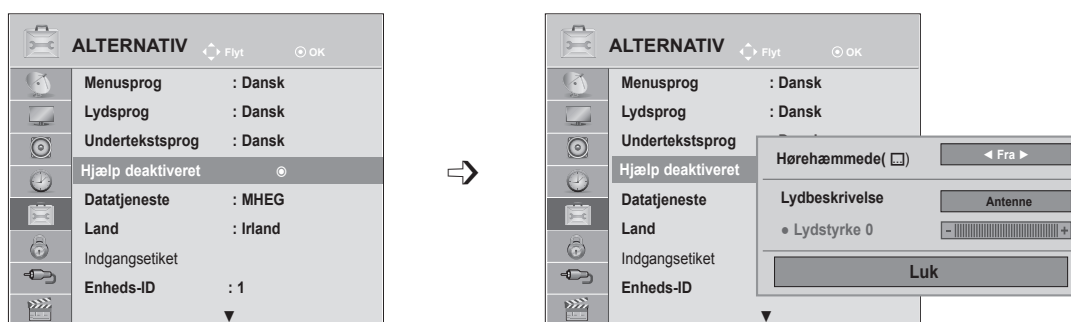 ALTERNATIV Flyt OK
Menusprog : Dansk
Lydsprog : Dansk
Undertekstsprog : Dansk
Hjælp deaktiveret
Datatjeneste : MHEG
Land : Irland
Indgangsetiket
Enheds-ID : 1
ALTERNATIV Flyt OK
Menusprog : Dansk
Lydsprog : Dansk
Undertekstsprog
Hjælp deaktiveret
Datatjeneste
Land
Indgangsetiket
Enheds-ID
Hørehæmmede( ) ◄ Fra ►
Lydbeskrivelse Antenne
● Lydstyrke 0 - +
Luk